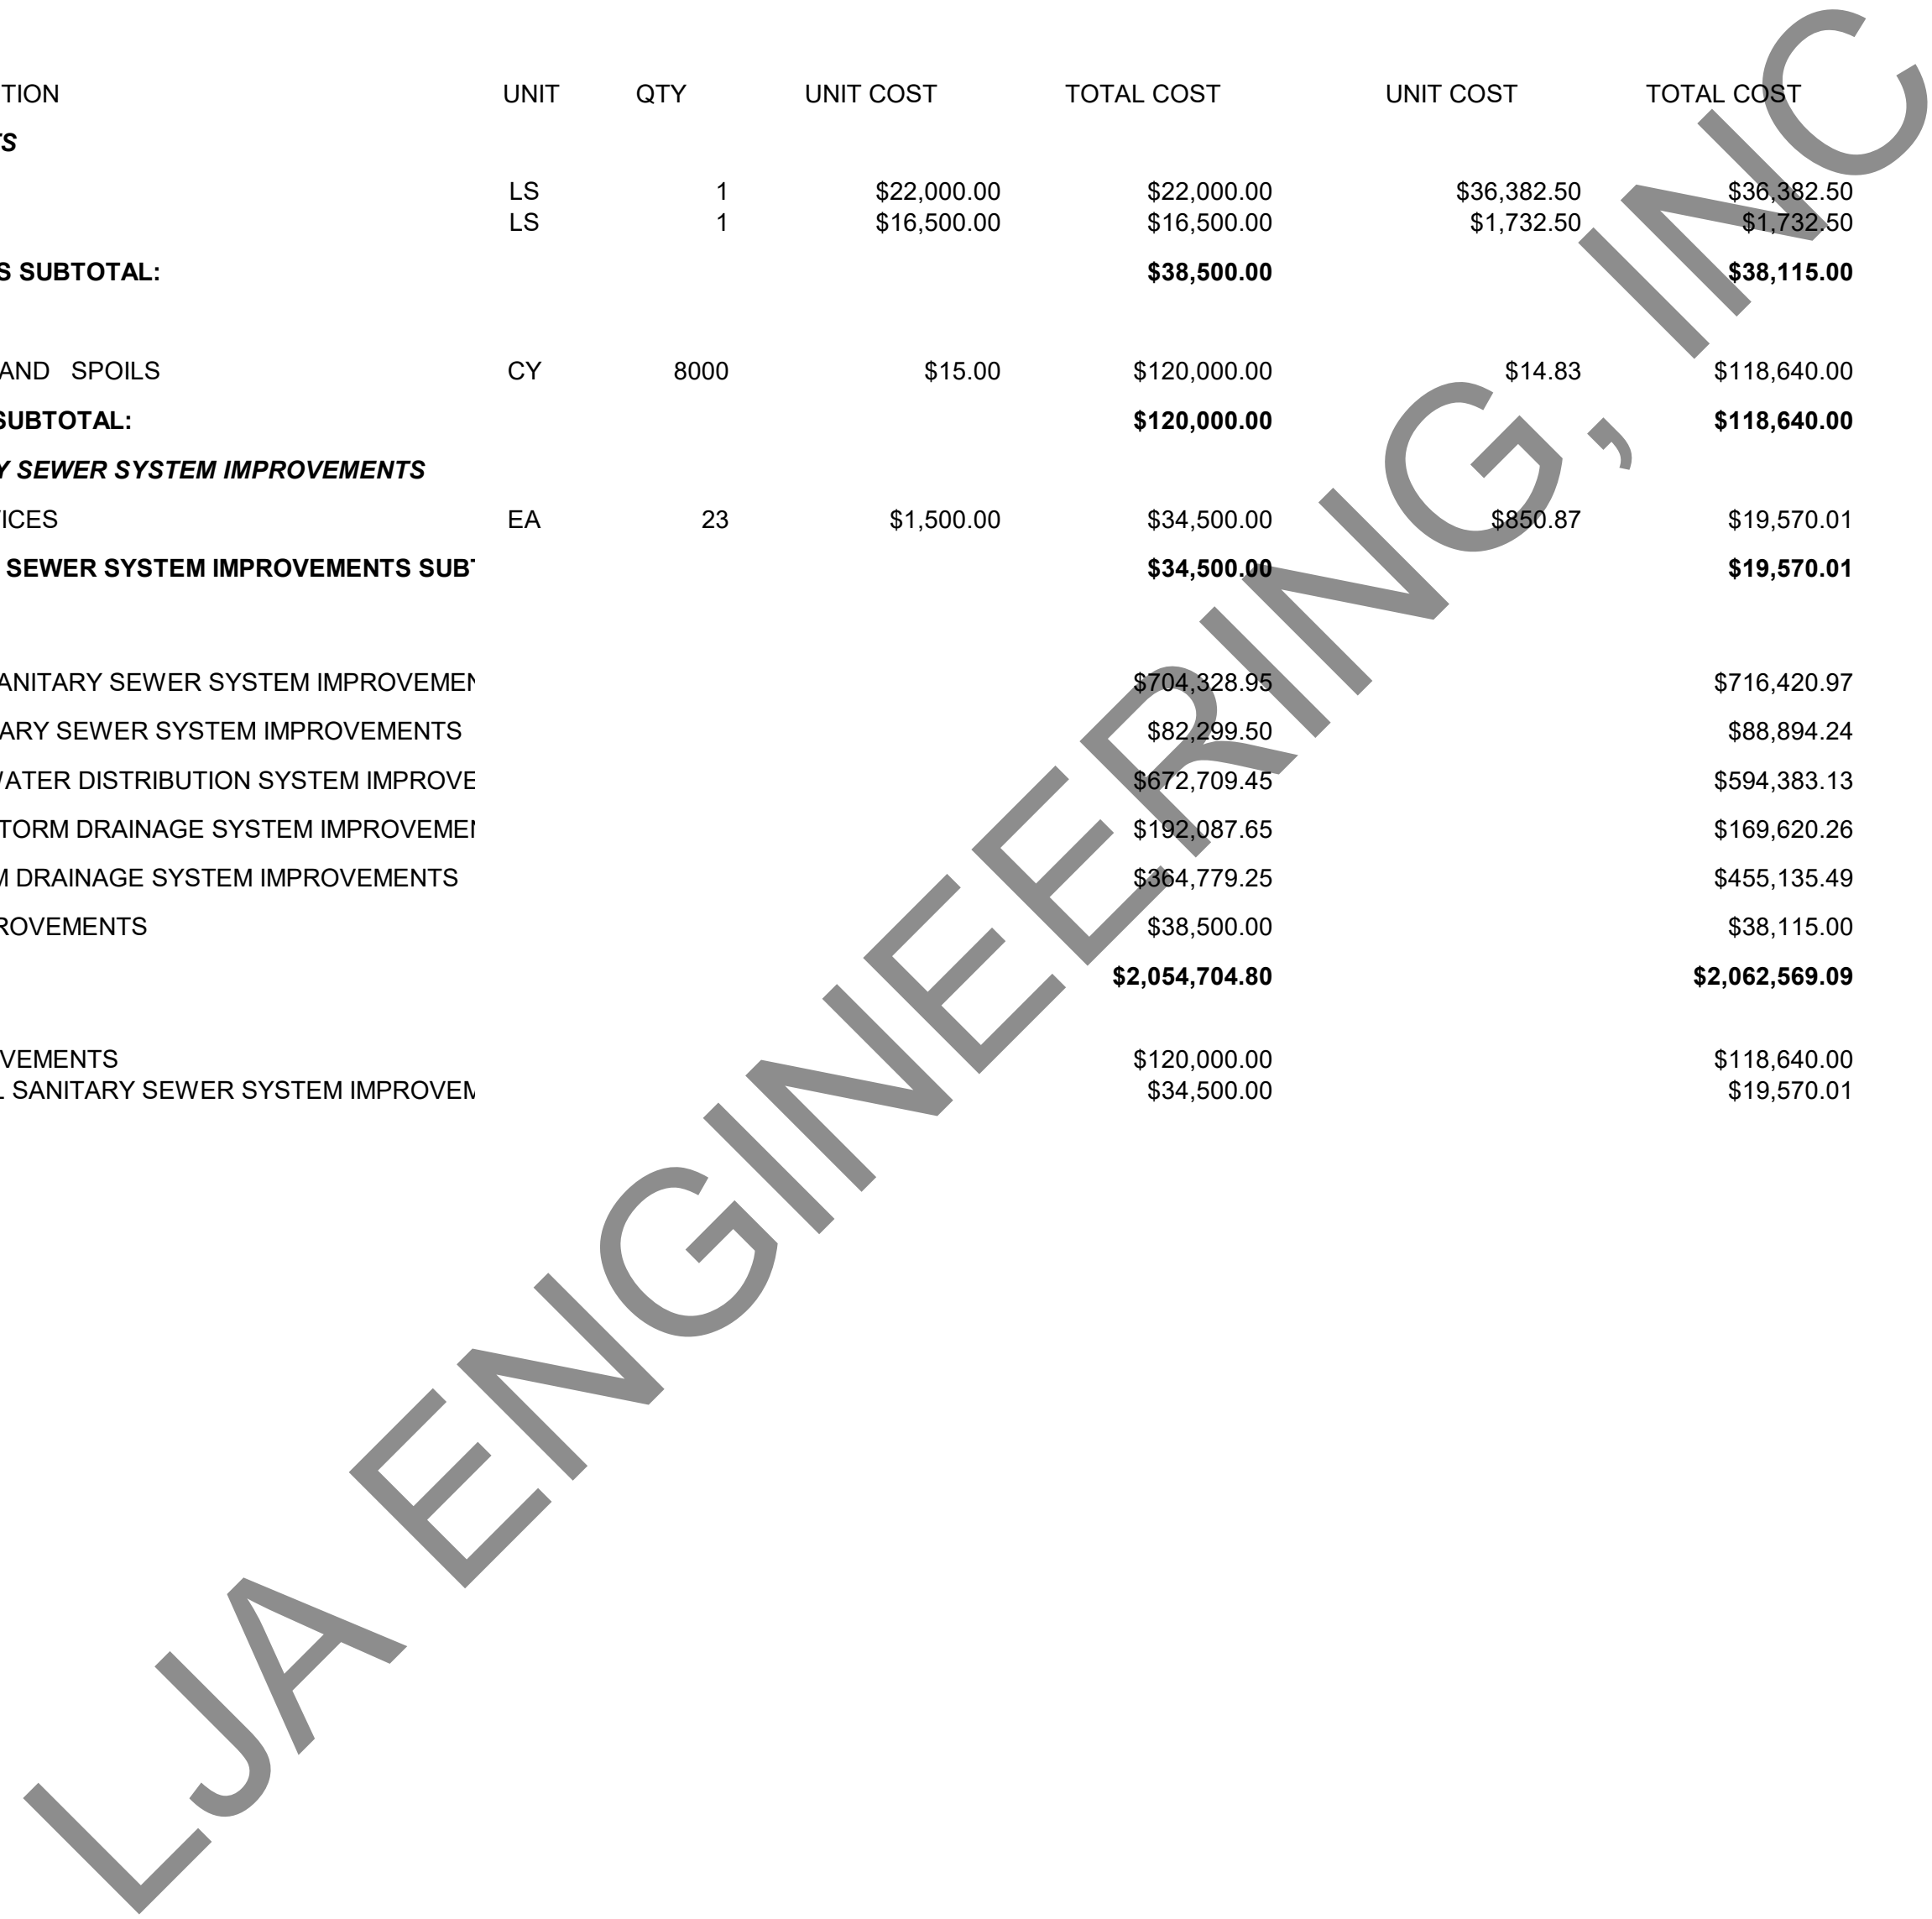 TION UNIT QTY UNIT COST TOTAL COST UNIT COST TOTAL COST
TS
LS 1 $22,000.00 $22,000.00 $36,382.50 $36,382.50
LS 1 $16,500.00 $16,500.00 $1,732.50 $1,732.50
S SUBTOTAL: $38,500.00 $38,115.00
AND SPOILS CY 8000 $15.00 $120,000.00 $14.83 $118,640.00
SUBTOTAL: $120,000.00 $118,640.00
Y SEWER SYSTEM IMPROVEMENTS
ICES EA 23 $1,500.00 $34,500.00 $850.87 $19,570.01
SEWER SYSTEM IMPROVEMENTS SUBT $34,500.00 $19,570.01
ANITARY SEWER SYSTEM IMPROVEMEN $704,328.95 $716,420.97
ARY SEWER SYSTEM IMPROVEMENTS $82,299.50 $88,894.24
WATER DISTRIBUTION SYSTEM IMPROVE $672,709.45 $594,383.13
TORM DRAINAGE SYSTEM IMPROVEMEN $192,087.65 $169,620.26
M DRAINAGE SYSTEM IMPROVEMENTS $364,779.25 $455,135.49
ROVEMENTS $38,500.00 $38,115.00
$2,054,704.80 $2,062,569.09
VEMENTS $120,000.00 $118,640.00
L SANITARY SEWER SYSTEM IMPROVEM $34,500.00 $19,570.01
LJA ENGINEERING, INC